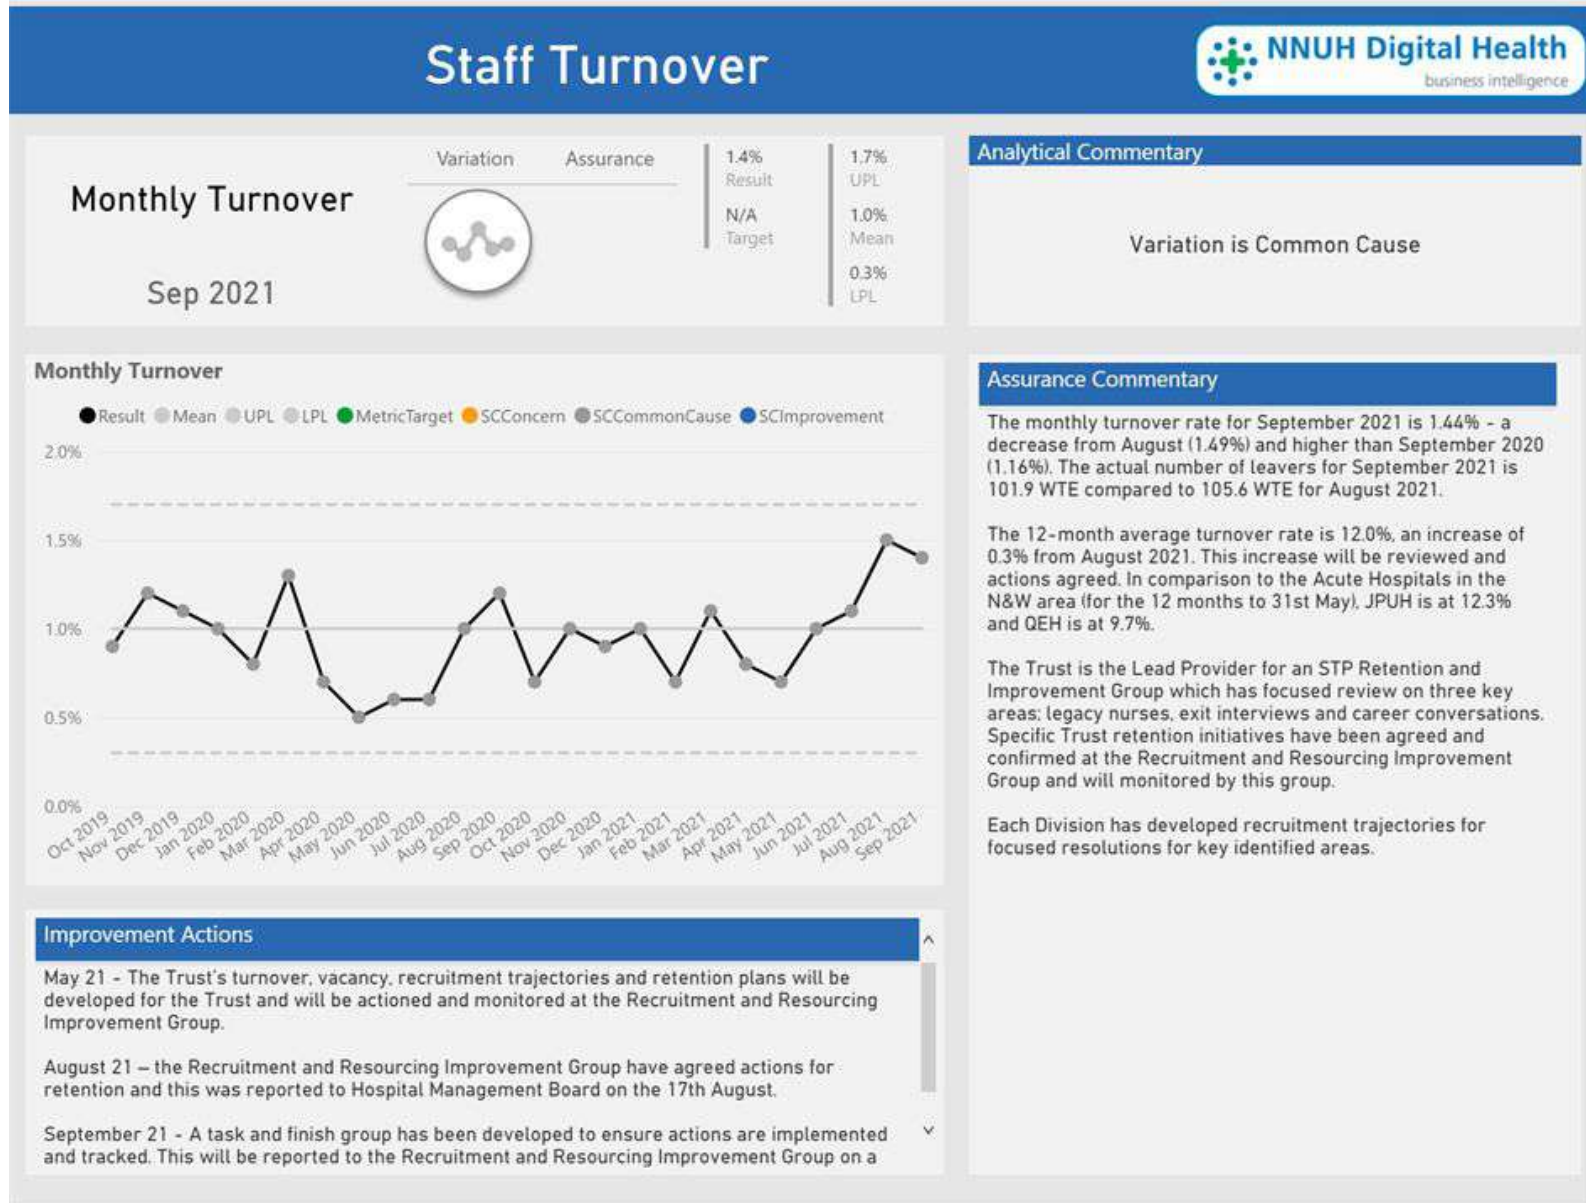 Staff Turnover
NNUH Digital Health
business intelligence
Monthly Turnover
Sep 2021
Variation
Assurance
1.4%
Result
N/A
Target
1.7%
UPL
1.0%
Mean
0.3%
LPL
Analytical Commentary
Variation is Common Cause
Monthly Turnover
Result Mean UPL LPL MetricTarget SCConcern SCCommonCause SCImprovement
2.0%
1.5%
1.0%
0.5%
0.0%
Oct 2019
Nov 2019
Dec 2019
Jan 2020
Feb 2020
Mar 2020
Apr 2020
May 2020
Jun 2020
Jul 2020
Aug 2020
Sep 2020
Oct 2020
Nov 2020
Dec 2020
Jan 2021
Feb 2021
Mar 2021
Apr 2021
May 2021
Jun 2021
Jul 2021
Aug 2021
Sep 2021
Assurance Commentary
The monthly turnover rate for September 2021 is 1.44% - a
decrease from August (1.49%) and higher than September 2020
(1.16%). The actual number of leavers for September 2021 is
101.9 WTE compared to 105.6 WTE for August 2021.
The 12-month average turnover rate is 12.0%, an increase of
0.3% from August 2021. This increase will be reviewed and
actions agreed. In comparison to the Acute Hospitals in the
N&W area (for the 12 months to 31st May), JPUH is at 12.3%
and QEH is at 9.7%.
The Trust is the Lead Provider for an STP Retention and
Improvement Group which has focused review on three key
areas: legacy nurses, exit interviews and career conversations.
Specific Trust retention initiatives have been agreed and
confirmed at the Recruitment and Resourcing Improvement
Group and will monitored by this group.
Each Division has developed recruitment trajectories for
focused resolutions for key identified areas.
Improvement Actions
May 21 - The Trust's turnover, vacancy, recruitment trajectories and retention plans will be
developed for the Trust and will be actioned and monitored at the Recruitment and Resourcing
Improvement Group.
August 21 – the Recruitment and Resourcing Improvement Group have agreed actions for
retention and this was reported to Hospital Management Board on the 17th August.
September 21 - A task and finish group has been developed to ensure actions are implemented
and tracked. This will be reported to the Recruitment and Resourcing Improvement Group on a